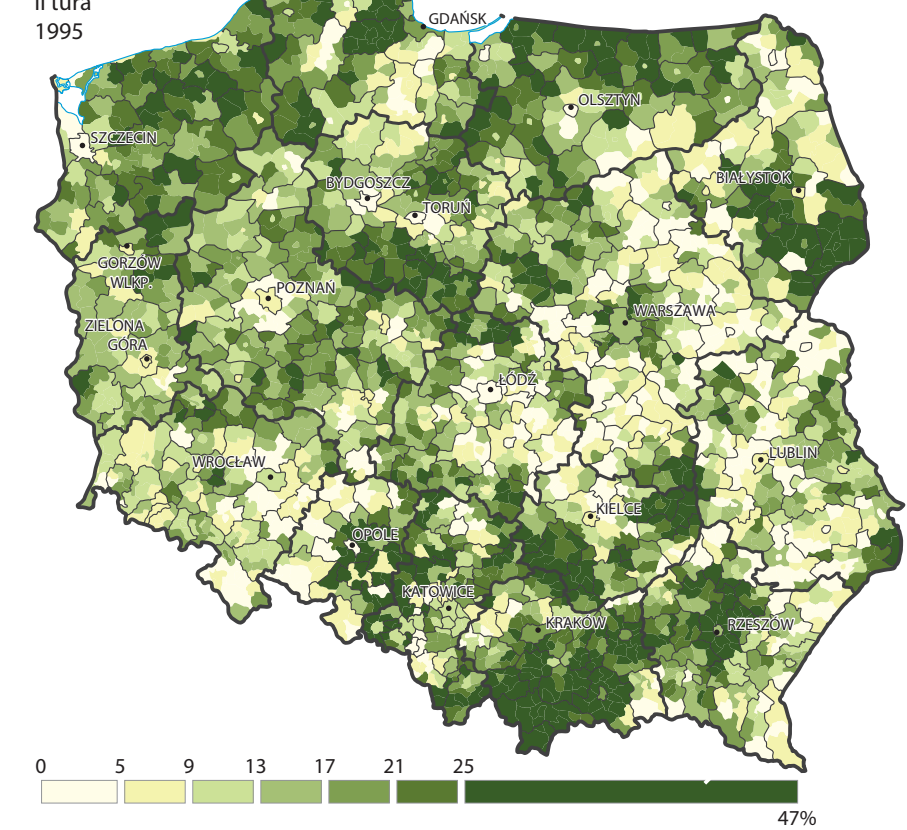 II tura
1995
GDAŃSK
OLSZTYN
SZCZECIN
BIAŁYSTOK
BYDGOSZCZ
TORUŃ
GORZÓW
WLKP.
POZNAŃ
WARSZAWA
ZIELONA
GÓRA
ŁÓDŹ
WROCŁAW
LUBLIN
KIELCE
OPOLE
KATOWICE
KRAKÓW
RZESZÓW
0 5 9 13 17 21 25
47%